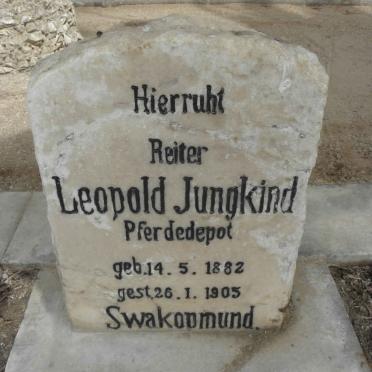 Hierruht
Reiter
Leopold Jungkind
Pferdedepot
geb. 14. 5. 1882
gest. 26. 1. 1905
Swakopmund.